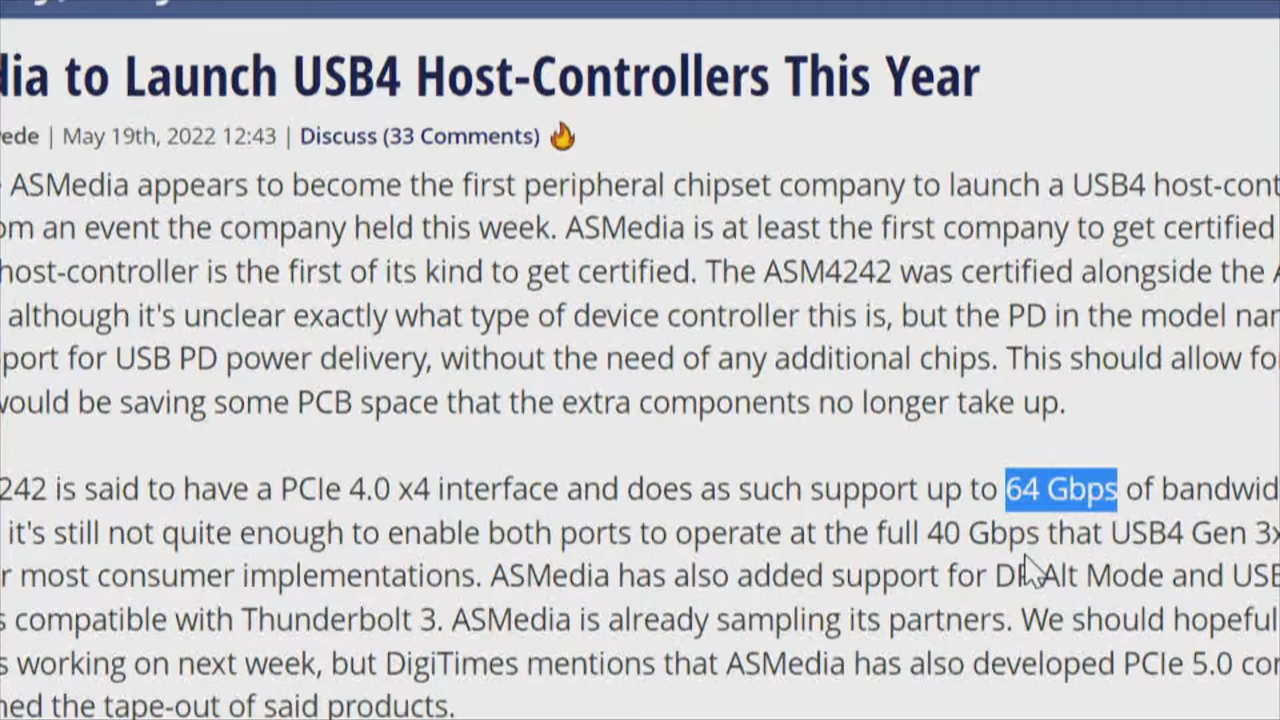 dia to Launch USB4 Host-Controllers This Year
ede | May 19th, 2022 12:43 | Discuss (33 Comments)
ASMedia appears to become the first peripheral chipset company to launch a USB4 host-cont
om an event the company held this week. ASMedia is at least the first company to get certified
host-controller is the first of its kind to get certified. The ASM4242 was certified alongside the A
although it's unclear exactly what type of device controller this is, but the PD in the model nam
port for USB PD power delivery, without the need of any additional chips. This should allow fo
would be saving some PCB space that the extra components no longer take up.
242 is said to have a PCIe 4.0 x4 interface and does as such support up to 64 Gbps of bandwid
it's still not quite enough to enable both ports to operate at the full 40 Gbps that USB4 Gen 3x
r most consumer implementations. ASMedia has also added support for DP Alt Mode and USB
s compatible with Thunderbolt 3. ASMedia is already sampling its partners. We should hopeful
s working on next week, but DigiTimes mentions that ASMedia has also developed PCIe 5.0 con
ned the tape-out of said products.